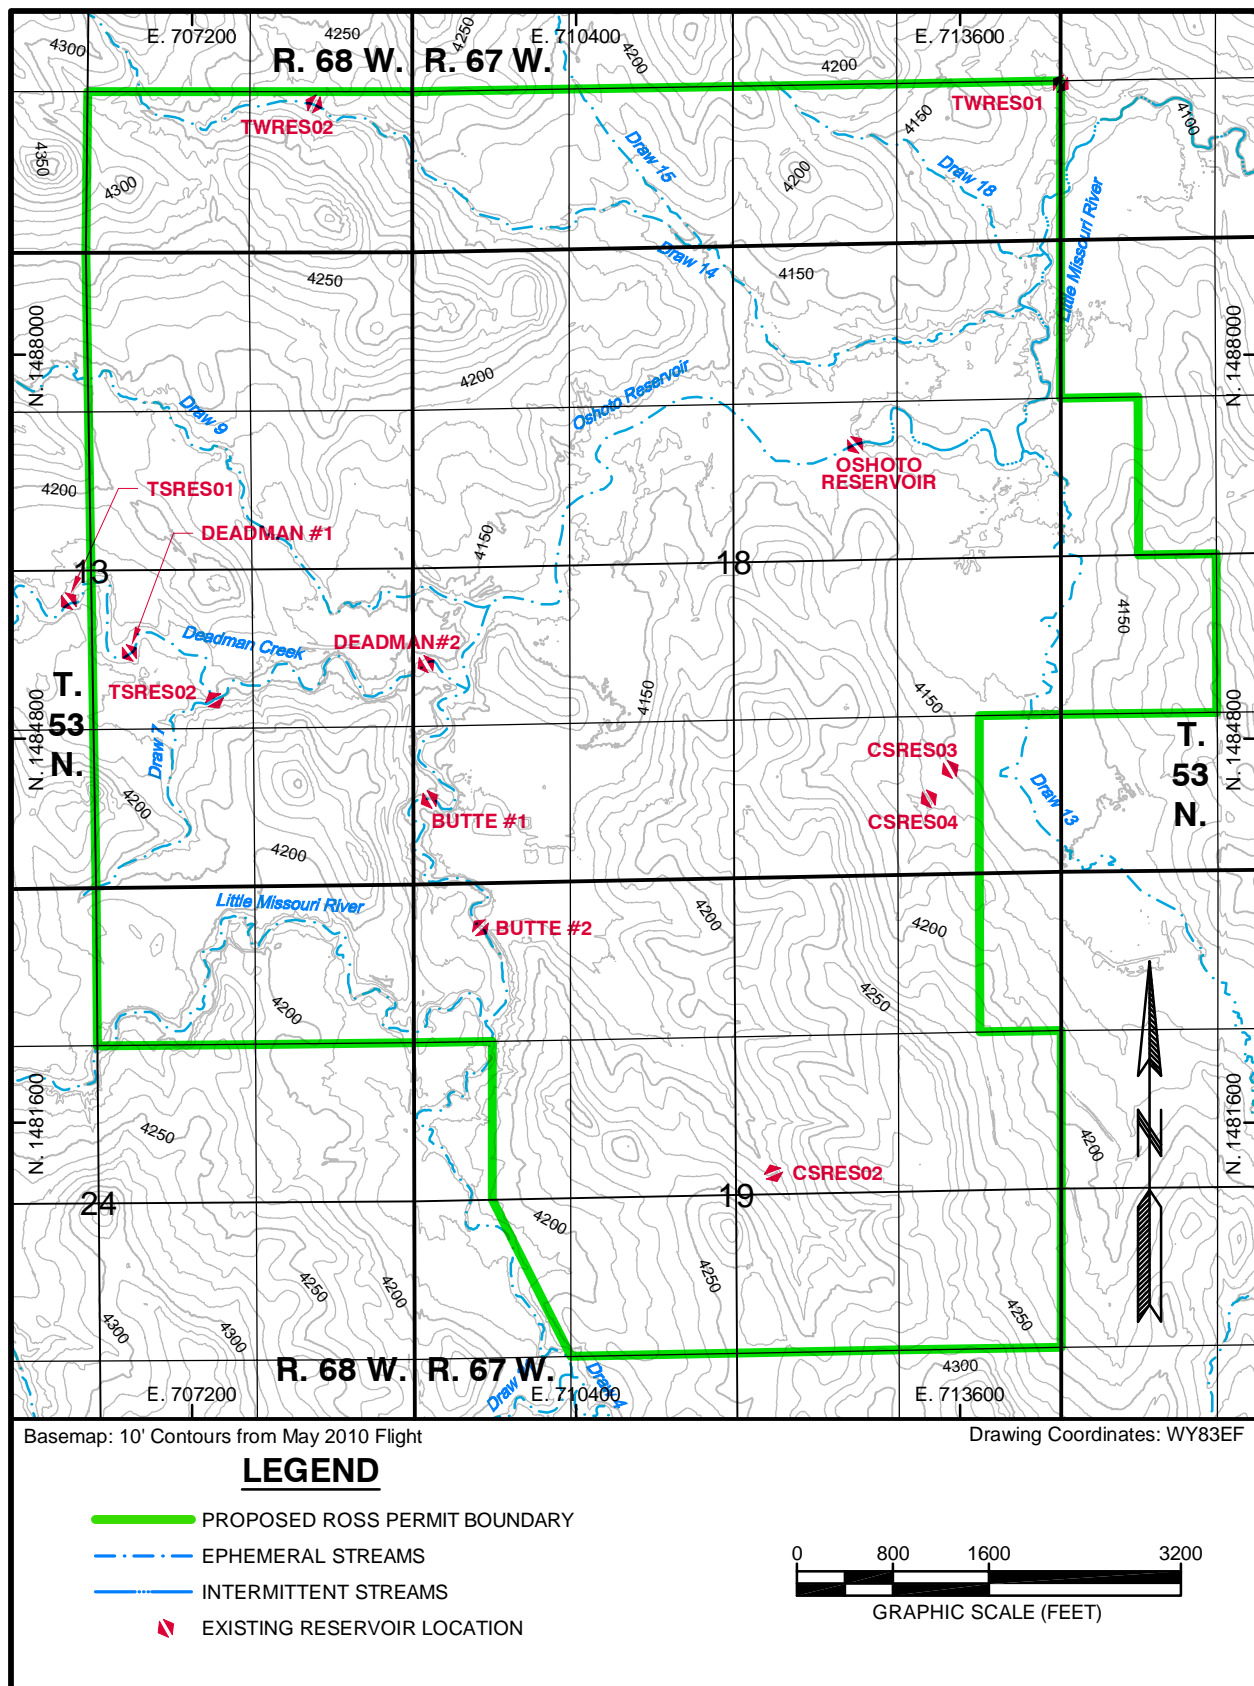 E. 707200
4250
4250
E. 710400
E. 713600
4300
R. 68 W.
R. 67 W.
4200
4200
4200
TWRES02
TWRES01
4150
4100
4350
4300
Draw 15
4200
Draw 18
Little Missouri River
Draw 14
4250
4150
N. 1488000
N. 1488000
4200
Oshoto Reservoir
Draw 9
OSHOTO
RESERVOIR
4200
TSRES01
DEADMAN #1
4150
13
18
4150
Deadman Creek
DEADMAN#2
T.
53
N.
TSRES02
4150
4150
N. 1484800
N. 1484800
Draw 7
CSRES03
T.
53
N.
4200
BUTTE #1
CSRES04
Draw 13
4200
Little Missouri River
4200
BUTTE #2
4200
4250
4200
N. 1481600
N. 1481600
4250
4200
CSRES02
24
19
4200
4250
4200
4250
4300
4300
4250
R. 68 W.
R. 67 W.
4300
E. 707200
Draw
E. 710400
Draw 4
E. 713600
Basemap: 10' Contours from May 2010 Flight
Drawing Coordinates: WY83EF
LEGEND
PROPOSED ROSS PERMIT BOUNDARY
EPHEMERAL STREAMS
INTERMITTENT STREAMS
EXISTING RESERVOIR LOCATION
0 800 1600 3200
GRAPHIC SCALE (FEET)
N